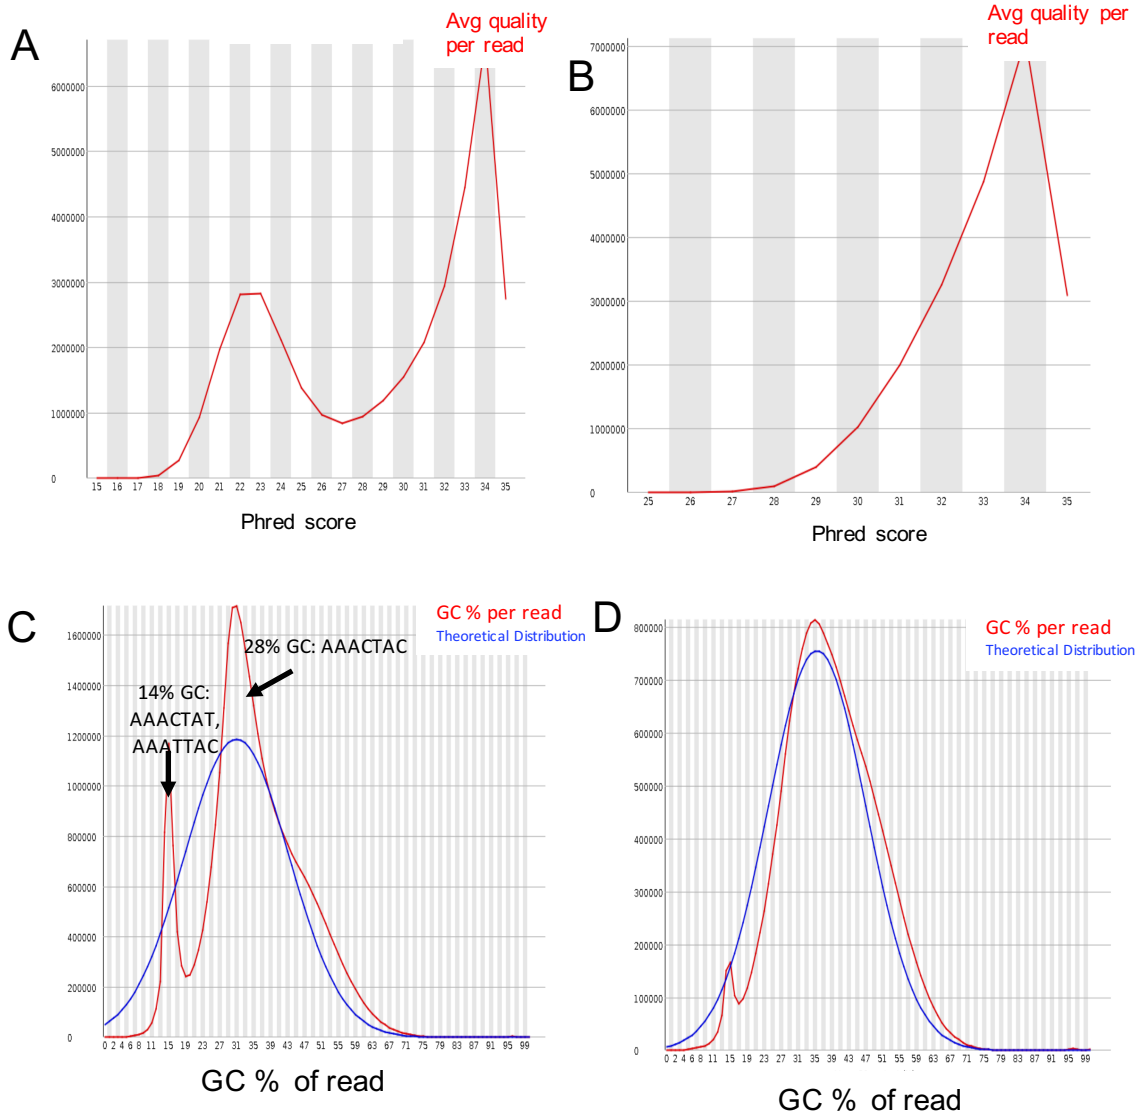 A
Avg quality
per read
6000000
5000000
4000000
3000000
2000000
1000000
0
15 16 17 18 19 20 21 22 23 24 25 26 27 28 29 30 31 32 33 34 35
Phred score
B
Avg quality per
read
7000000
6000000
5000000
4000000
3000000
2000000
1000000
0
25 26 27 28 29 30 31 32 33 34 35
Phred score
C
GC % per read
Theoretical Distribution
28% GC: AAACTAC
14% GC:
AAACTAT,
AAATTAC
1600000
1400000
1200000
1000000
800000
600000
400000
200000
0
0 2 4 6 8 11 15 19 23 27 31 35 39 43 47 51 55 59 63 67 71 75 79 83 87 91 95 99
GC % of read
D
GC % per read
Theoretical Distribution
800000
700000
600000
500000
400000
300000
200000
100000
0
0 2 4 6 8 11 15 19 23 27 31 35 39 43 47 51 55 59 63 67 71 75 79 83 87 91 95 99
GC % of read